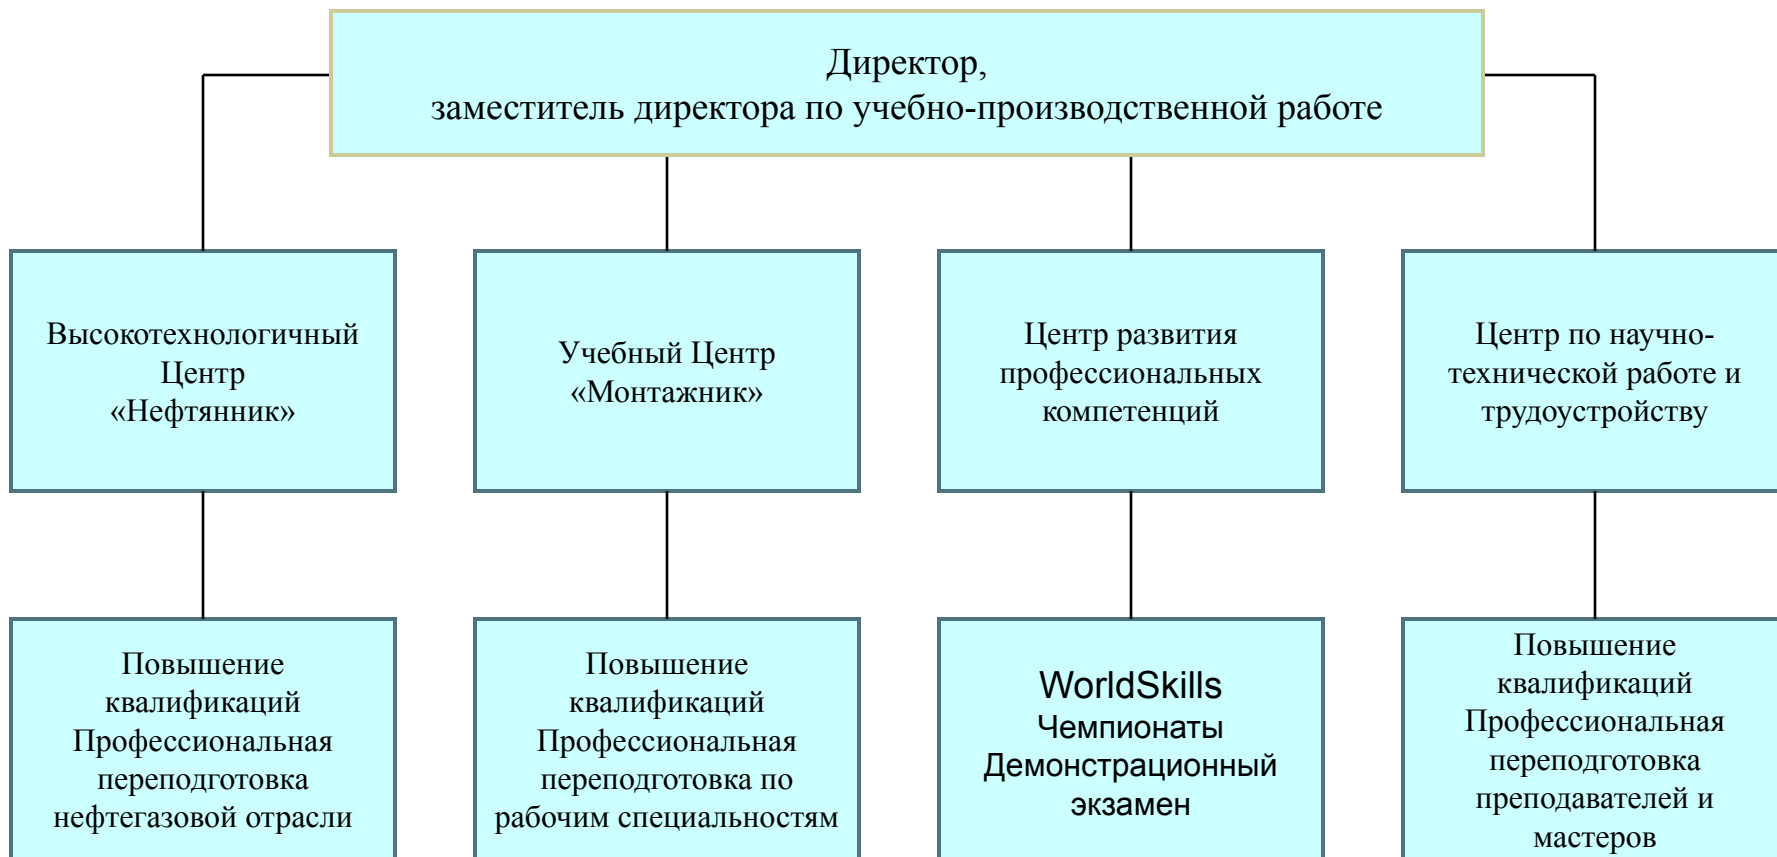 Директор,
заместитель директора по учебно-производственной работе
Высокотехнологичный
Центр
«Нефтянник»
Учебный Центр
«Монтажник»
Центр развития
профессиональных
компетенций
Центр по научно-
технической работе и
трудоустройству
Повышение
квалификаций
Профессиональная
переподготовка
нефтегазовой отрасли
Повышение
квалификаций
Профессиональная
переподготовка по
рабочим специальностям
WorldSkills
Чемпионаты
Демонстрационный
экзамен
Повышение
квалификаций
Профессиональная
переподготовка
преподавателей и
мастеров